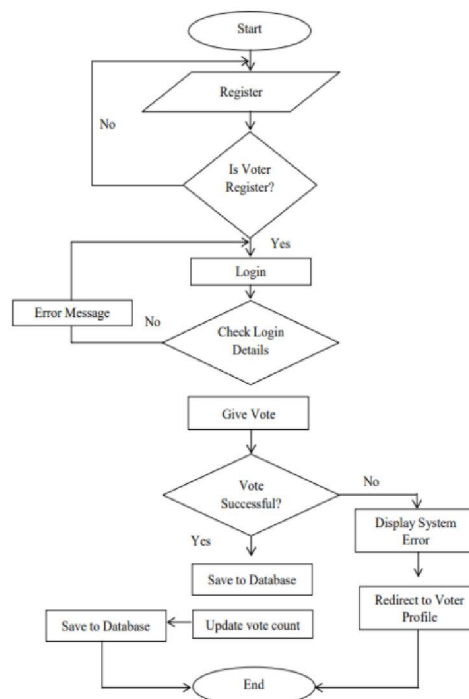 Start
Register
No
Is Voter
Register?
Yes
Login
Error Message
No
Check Login
Details
Give Vote
Vote
Successful?
No
Yes
Display System
Error
Save to Database
Redirect to Voter
Profile
Save to Database
Update vote count
End